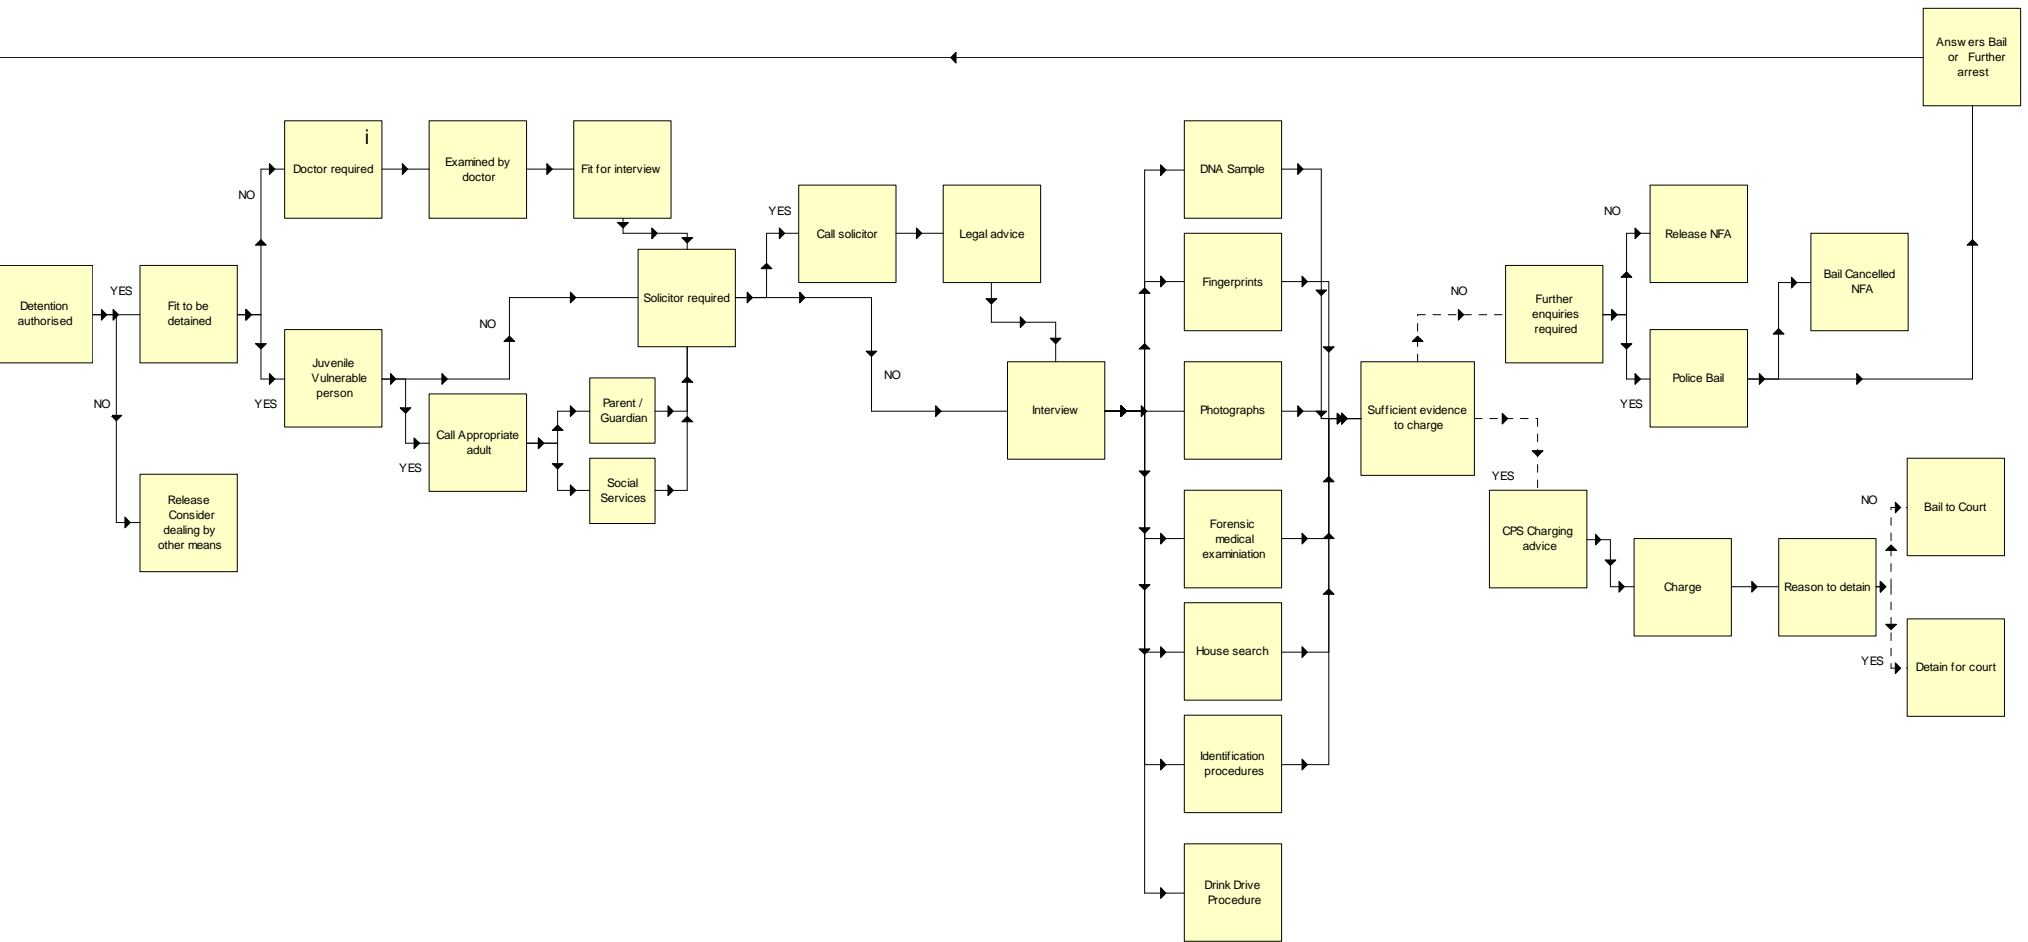 Answers Bail
or Further
arrest
i
Doctor required
Examined by
doctor
Fit for interview
DNA Sample
NO
YES
Call solicitor
Legal advice
NO
Release NFA
Detention
authorised
YES
Fit to be
detained
Solicitor required
Fingerprints
NO
Further
enquiries
required
Bail Cancelled
NFA
NO
Juvenile
Vulnerable
person
YES
NO
Parent /
Guardian
Call Appropriate
adult
YES
Social
Services
NO
Interview
Photographs
Sufficient evidence
to charge
Police Bail
YES
NO
Release
Consider
dealing by
other means
Forensic
medical
examiniation
YES
CPS Charging
advice
Charge
Reason to detain
NO
Bail to Court
YES
Detain for court
House search
Identification
procedures
Drink Drive
Procedure